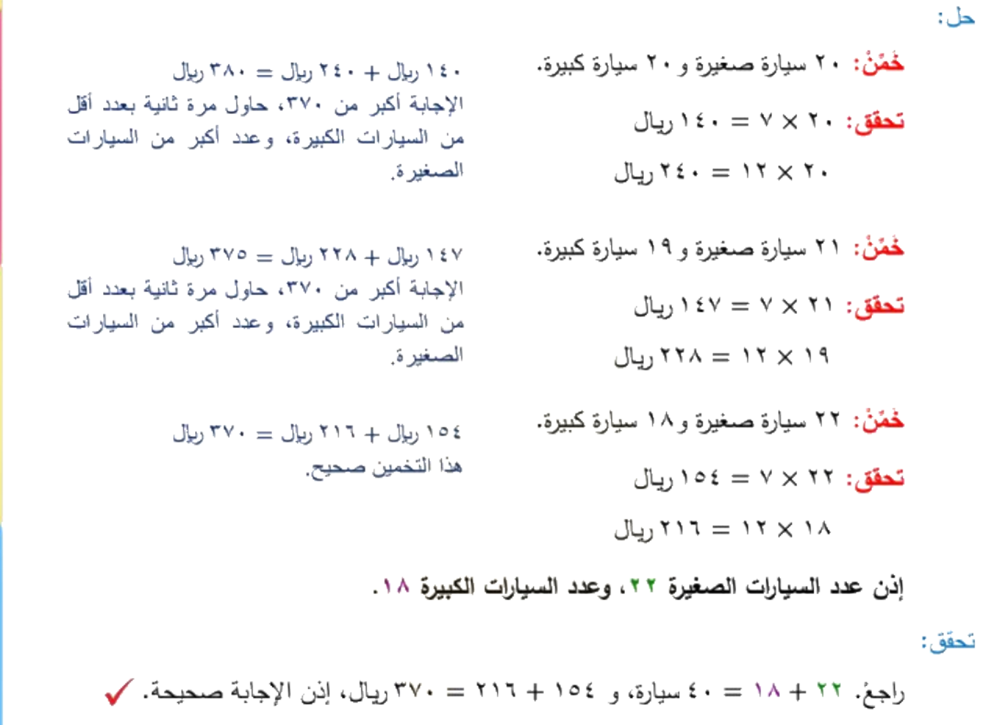 حل:
خَمِّنْ: ٢٠ سيارة صغيرة و ٢٠ سيارة كبيرة.
تحقق: ٢٠ × ٧ = ١٤٠ ريال
٢٠ × ١٢ = ٢٤٠ ريال
١٤٠ ريال + ٢٤٠ ريال = ٣٨٠ ريال
الإجابة أكبر من ٣٧٠، حاول مرة ثانية بعدد أقل
من السيارات الكبيرة، وعدد أكبر من السيارات
الصغيرة.
خَمِّنْ: ٢١ سيارة صغيرة و ١٩ سيارة كبيرة.
تحقق: ٢١ × ٧ = ١٤٧ ريال
١٩ × ١٢ = ٢٢٨ ريال
١٤٧ ريال + ٢٢٨ ريال = ٣٧٥ ريال
الإجابة أكبر من ٣٧٠، حاول مرة ثانية بعدد أقل
من السيارات الكبيرة، وعدد أكبر من السيارات
الصغيرة.
خَمِّنْ: ٢٢ سيارة صغيرة و ١٨ سيارة كبيرة.
تحقق: ٢٢ × ٧ = ١٥٤ ريال
١٨ × ١٢ = ٢١٦ ريال
١٥٤ ريال + ٢١٦ ريال = ٣٧٠ ريال
هذا التخمين صحيح.
إذن عدد السيارات الصغيرة ٢٢، وعدد السيارات الكبيرة ١٨.
تحقّق:
راجعْ. ٢٢ + ١٨ = ٤٠ سيارة، و ١٥٤ + ٢١٦ = ٣٧٠ ريال، إذن الإجابة صحيحة. ✓